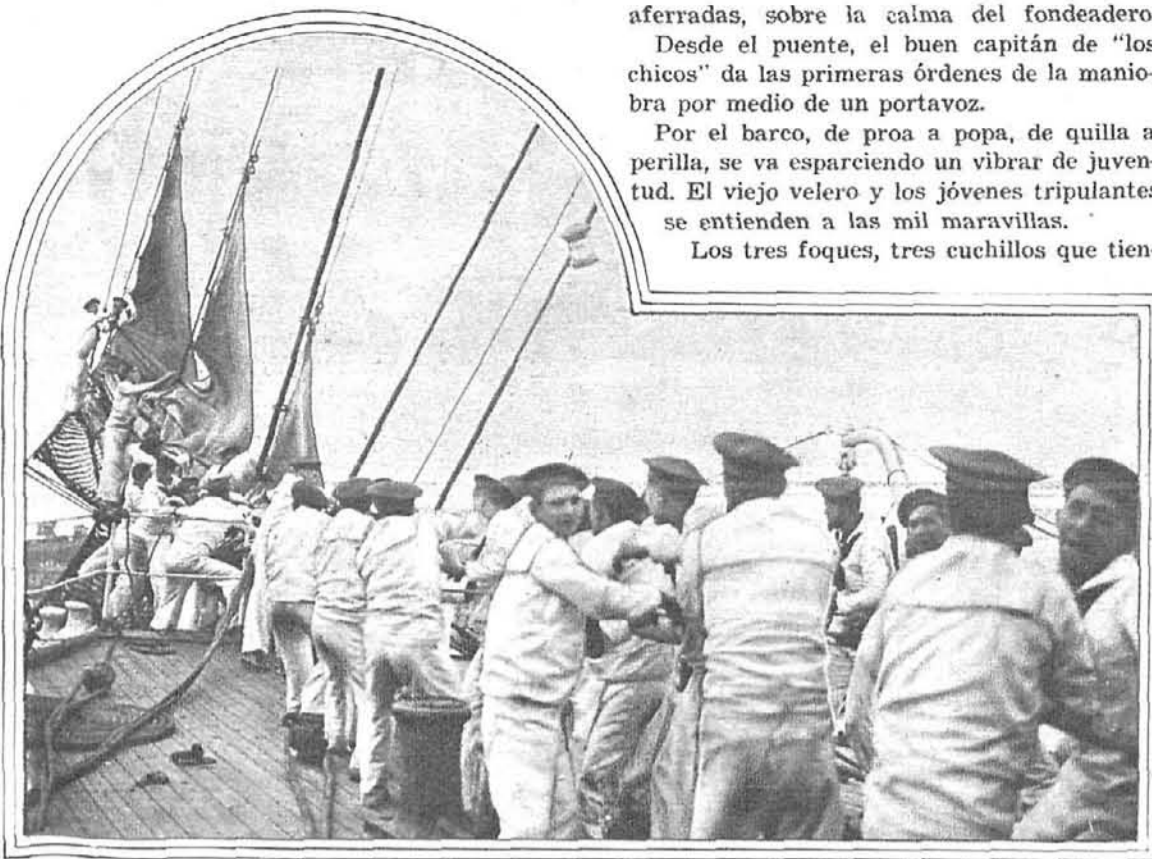 aferradas, sobre la calma del fondeadero
Desde el puente, el buen capitán de "los
chicos" da las primeras órdenes de la manio-
bra por medio de un portavoz.
Por el barco, de proa a popa, de quilla a
perilla, se va esparciendo un vibrar de juven-
tud. El viejo velero y los jóvenes tripulantes
se entienden a las mil maravillas.
Los tres foques, tres cuchillos que tien-